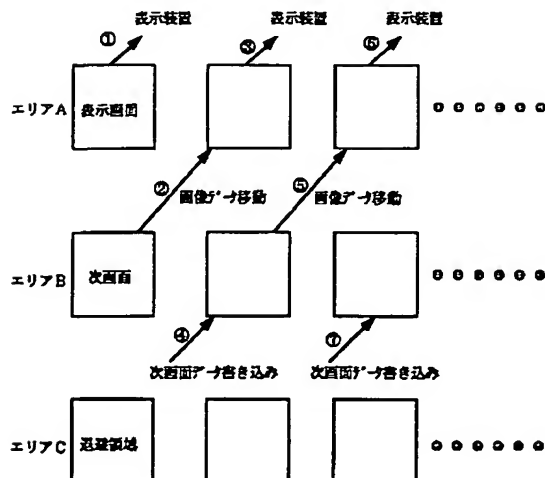 表示装置 表示装置 表示装置
① ③ ⑥
エリアA 表示画面
② 画像データ移動 ⑤ 画像データ移動
エリアB 次画面
④ ⑦
次画面データ書き込み 次画面データ書き込み
エリアC 退避領域